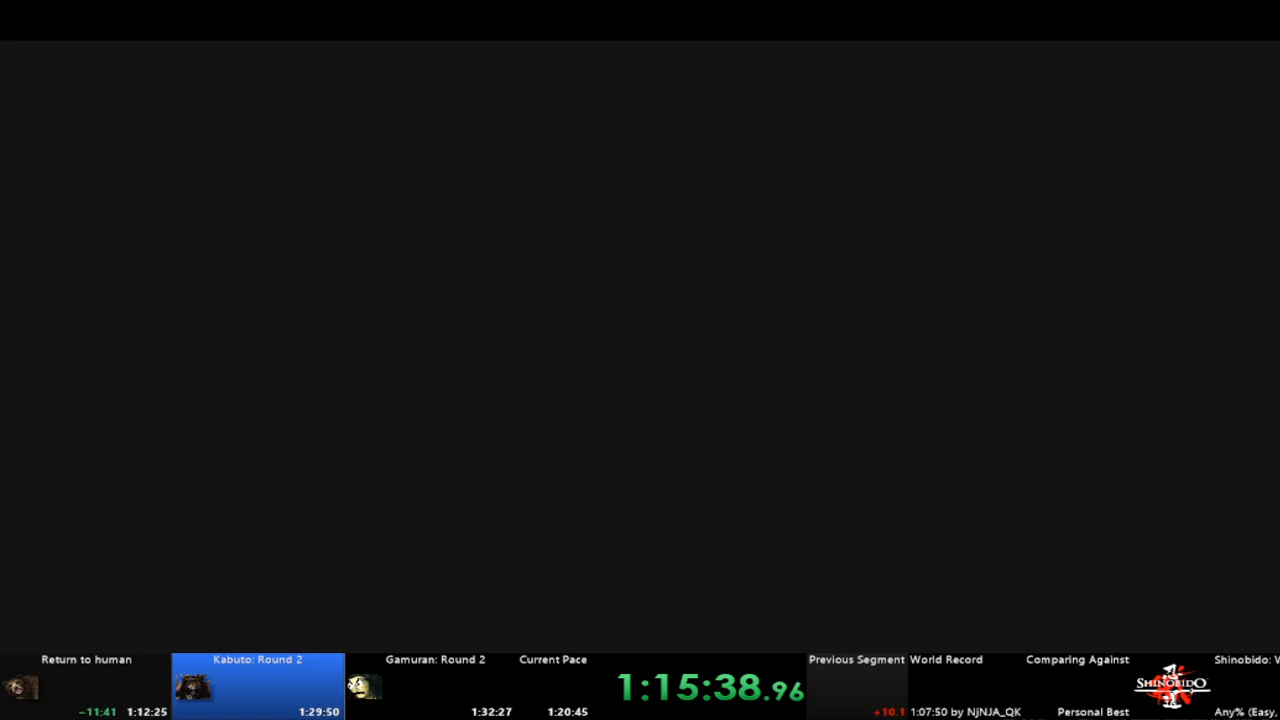 Return to human
-11:41 1:12:25
Kabuto: Round 2
1:29:50
Gamuran: Round 2
1:32:27
Current Pace
1:20:45
1:15:38.96
Previous Segment
+10.1
World Record
1:07:50 by NjNJA_QK
Comparing Against
Personal Best
SHINOBIDO
Shinobido: W
Any% (Easy,